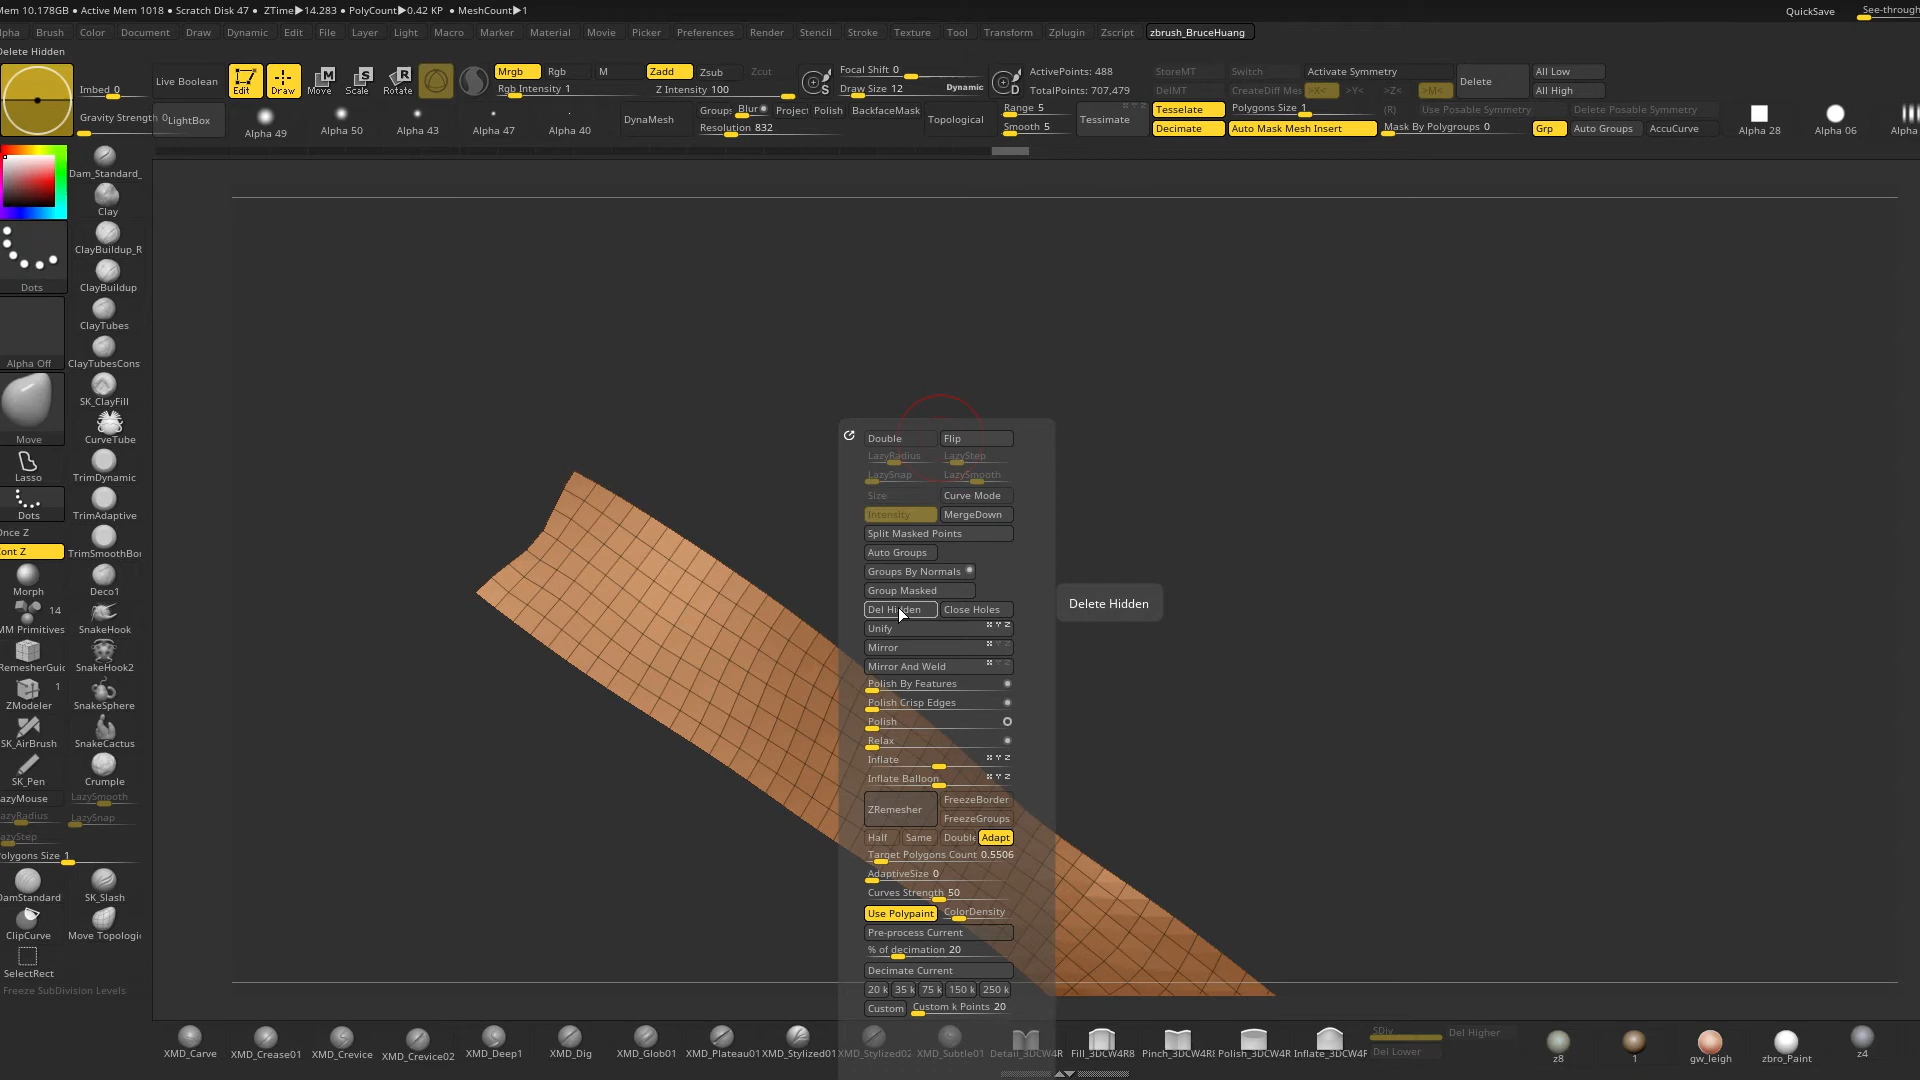 Mem 10.178GB • Active Mem 1018 • Scratch Disk 47 • ZTime▶14.283 • PolyCount▶0.42 KP • MeshCount▶1
QuickSave
See-through
lpha Brush Color Document Draw Dynamic Edit File Layer Light Macro Marker Material Movie Picker Preferences Render Stencil Stroke Texture Tool Transform Zplugin Zscript zbrush_BruceHuang
Delete Hidden
Imbed 0
Gravity Strength 0
Live Boolean
LightBox
Edit
Draw
Move
Scale
Rotate
Mrgb Rgb M Zadd Zsub Zcut
Rgb Intensity 1
Z Intensity 100
Focal Shift 0
Draw Size 12 Dynamic
S
D
ActivePoints: 488
TotalPoints: 707,479
StoreMT Switch
DelMT CreateDiff Mes
Activate Symmetry
>X< >Y< >Z< >M<
Delete
All Low
All High
Alpha 49
Alpha 50
Alpha 43
Alpha 47
Alpha 40
DynaMesh
Groups Blur Project Polish BackfaceMask
Resolution 832
Topological
Range 5
Smooth 5
Tessimate
Tesselate
Decimate
Polygons Size 1
Auto Mask Mesh Insert
(R) Use Posable Symmetry Delete Posable Symmetry
Mask By Polygroups 0
Grp Auto Groups AccuCurve
Alpha 28
Alpha 06
Alpha
Dam_Standard_
Clay
ClayBuildup_R
Dots
ClayBuildup
ClayTubes
Alpha Off
ClayTubesCons
SK_ClayFill
Move
CurveTube
Lasso
TrimDynamic
Dots
TrimAdaptive
Once Z
Cont Z
TrimSmoothBor
Morph
Deco1
14
MM Primitives
SnakeHook
RemesherGuid
SnakeHook2
1
ZModeler
SnakeSphere
SK_AirBrush
SnakeCactus
SK_Pen
Crumple
azyMouse
LazySmooth
azyRadius
LazySnap
azyStep
olygons Size 1
DamStandard
SK_Slash
ClipCurve
Move Topologic
SelectRect
Freeze SubDivision Levels
Double Flip
LazyRadius LazyStep
LazySnap LazySmooth
Size Curve Mode
Intensity MergeDown
Split Masked Points
Auto Groups
Groups By Normals
Group Masked
Del Hidden Close Holes
Delete Hidden
Unify
Mirror
Mirror And Weld
Polish By Features
Polish Crisp Edges
Polish
Relax
Inflate
Inflate Balloon
ZRemesher
FreezeBorder
FreezeGroups
Half Same Double Adapt
Target Polygons Count 0.5506
AdaptiveSize 0
Curves Strength 50
Use Polypaint ColorDensity
Pre-process Current
% of decimation 20
Decimate Current
20 k 35 k 75 k 150 k 250 k
Custom Custom k Points 20
XMD_Carve
XMD_Crease01
XMD_Crevice
XMD_Crevice02
XMD_Deep1
XMD_Dig
XMD_Glob01
XMD_Plateau01
XMD_Stylized01
XMD_Stylized02
XMD_Subtle01
Detail_3DCW4R
Fill_3DCW4R8
Pinch_3DCW4R8
Polish_3DCW4R
Inflate_3DCW4R
SDiv
Del Higher
Del Lower
z8
1
gw_leigh
zbro_Paint
z4